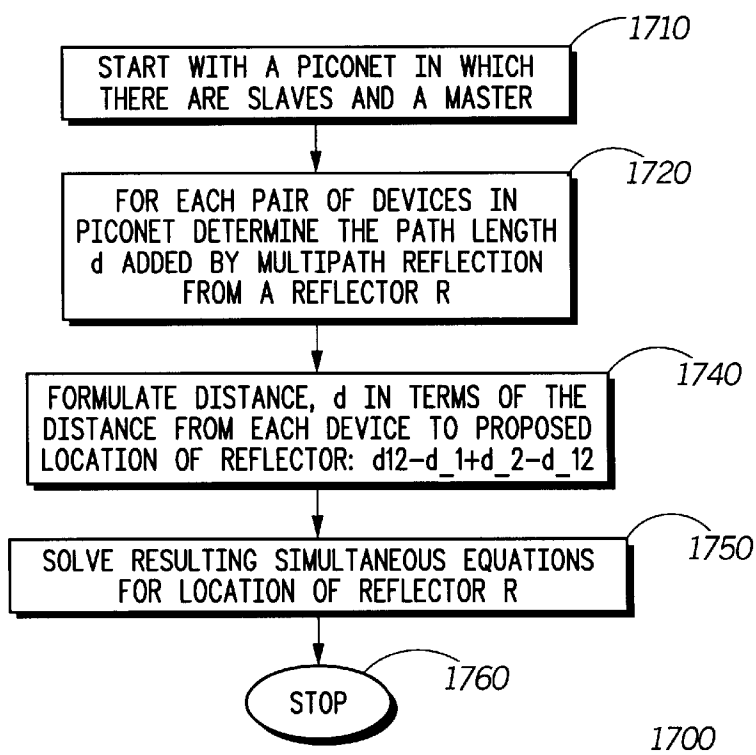 1710
START WITH A PICONET IN WHICH
THERE ARE SLAVES AND A MASTER
1720
FOR EACH PAIR OF DEVICES IN
PICONET DETERMINE THE PATH LENGTH
d ADDED BY MULTIPATH REFLECTION
FROM A REFLECTOR R
1740
FORMULATE DISTANCE, d IN TERMS OF THE
DISTANCE FROM EACH DEVICE TO PROPOSED
LOCATION OF REFLECTOR: d12-d_1+d_2-d_12
1750
SOLVE RESULTING SIMULTANEOUS EQUATIONS
FOR LOCATION OF REFLECTOR R
1760
STOP
1700